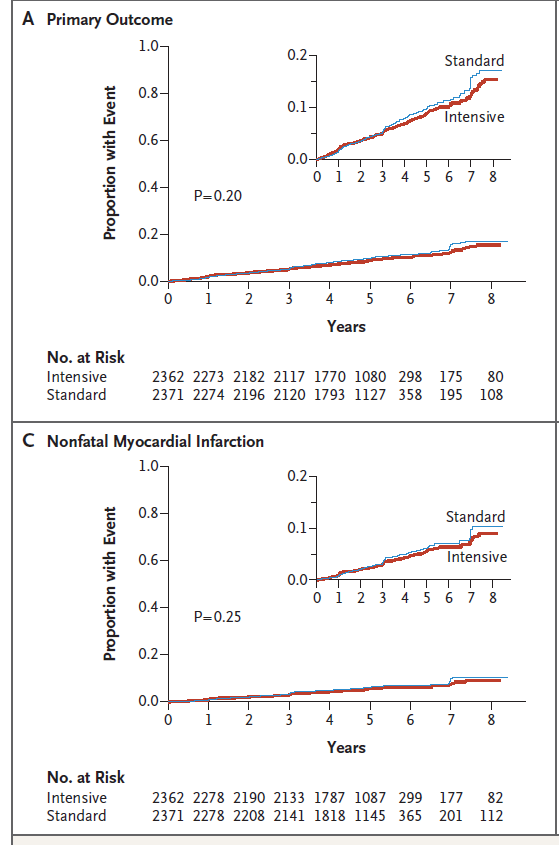 A Primary Outcome
1.0
0.8
0.6
0.4
0.2
0.0
Proportion with Event
P=0.20
0.2
0.1
0.0
Standard
Intensive
0 1 2 3 4 5 6 7 8
0 1 2 3 4 5 6 7 8
Years
No. at Risk
Intensive 2362 2273 2182 2117 1770 1080 298 175 80
Standard 2371 2274 2196 2120 1793 1127 358 195 108
C Nonfatal Myocardial Infarction
1.0
0.8
0.6
0.4
0.2
0.0
Proportion with Event
P=0.25
0.2
0.1
0.0
Standard
Intensive
0 1 2 3 4 5 6 7 8
0 1 2 3 4 5 6 7 8
Years
No. at Risk
Intensive 2362 2278 2190 2133 1787 1087 299 177 82
Standard 2371 2278 2208 2141 1818 1145 365 201 112